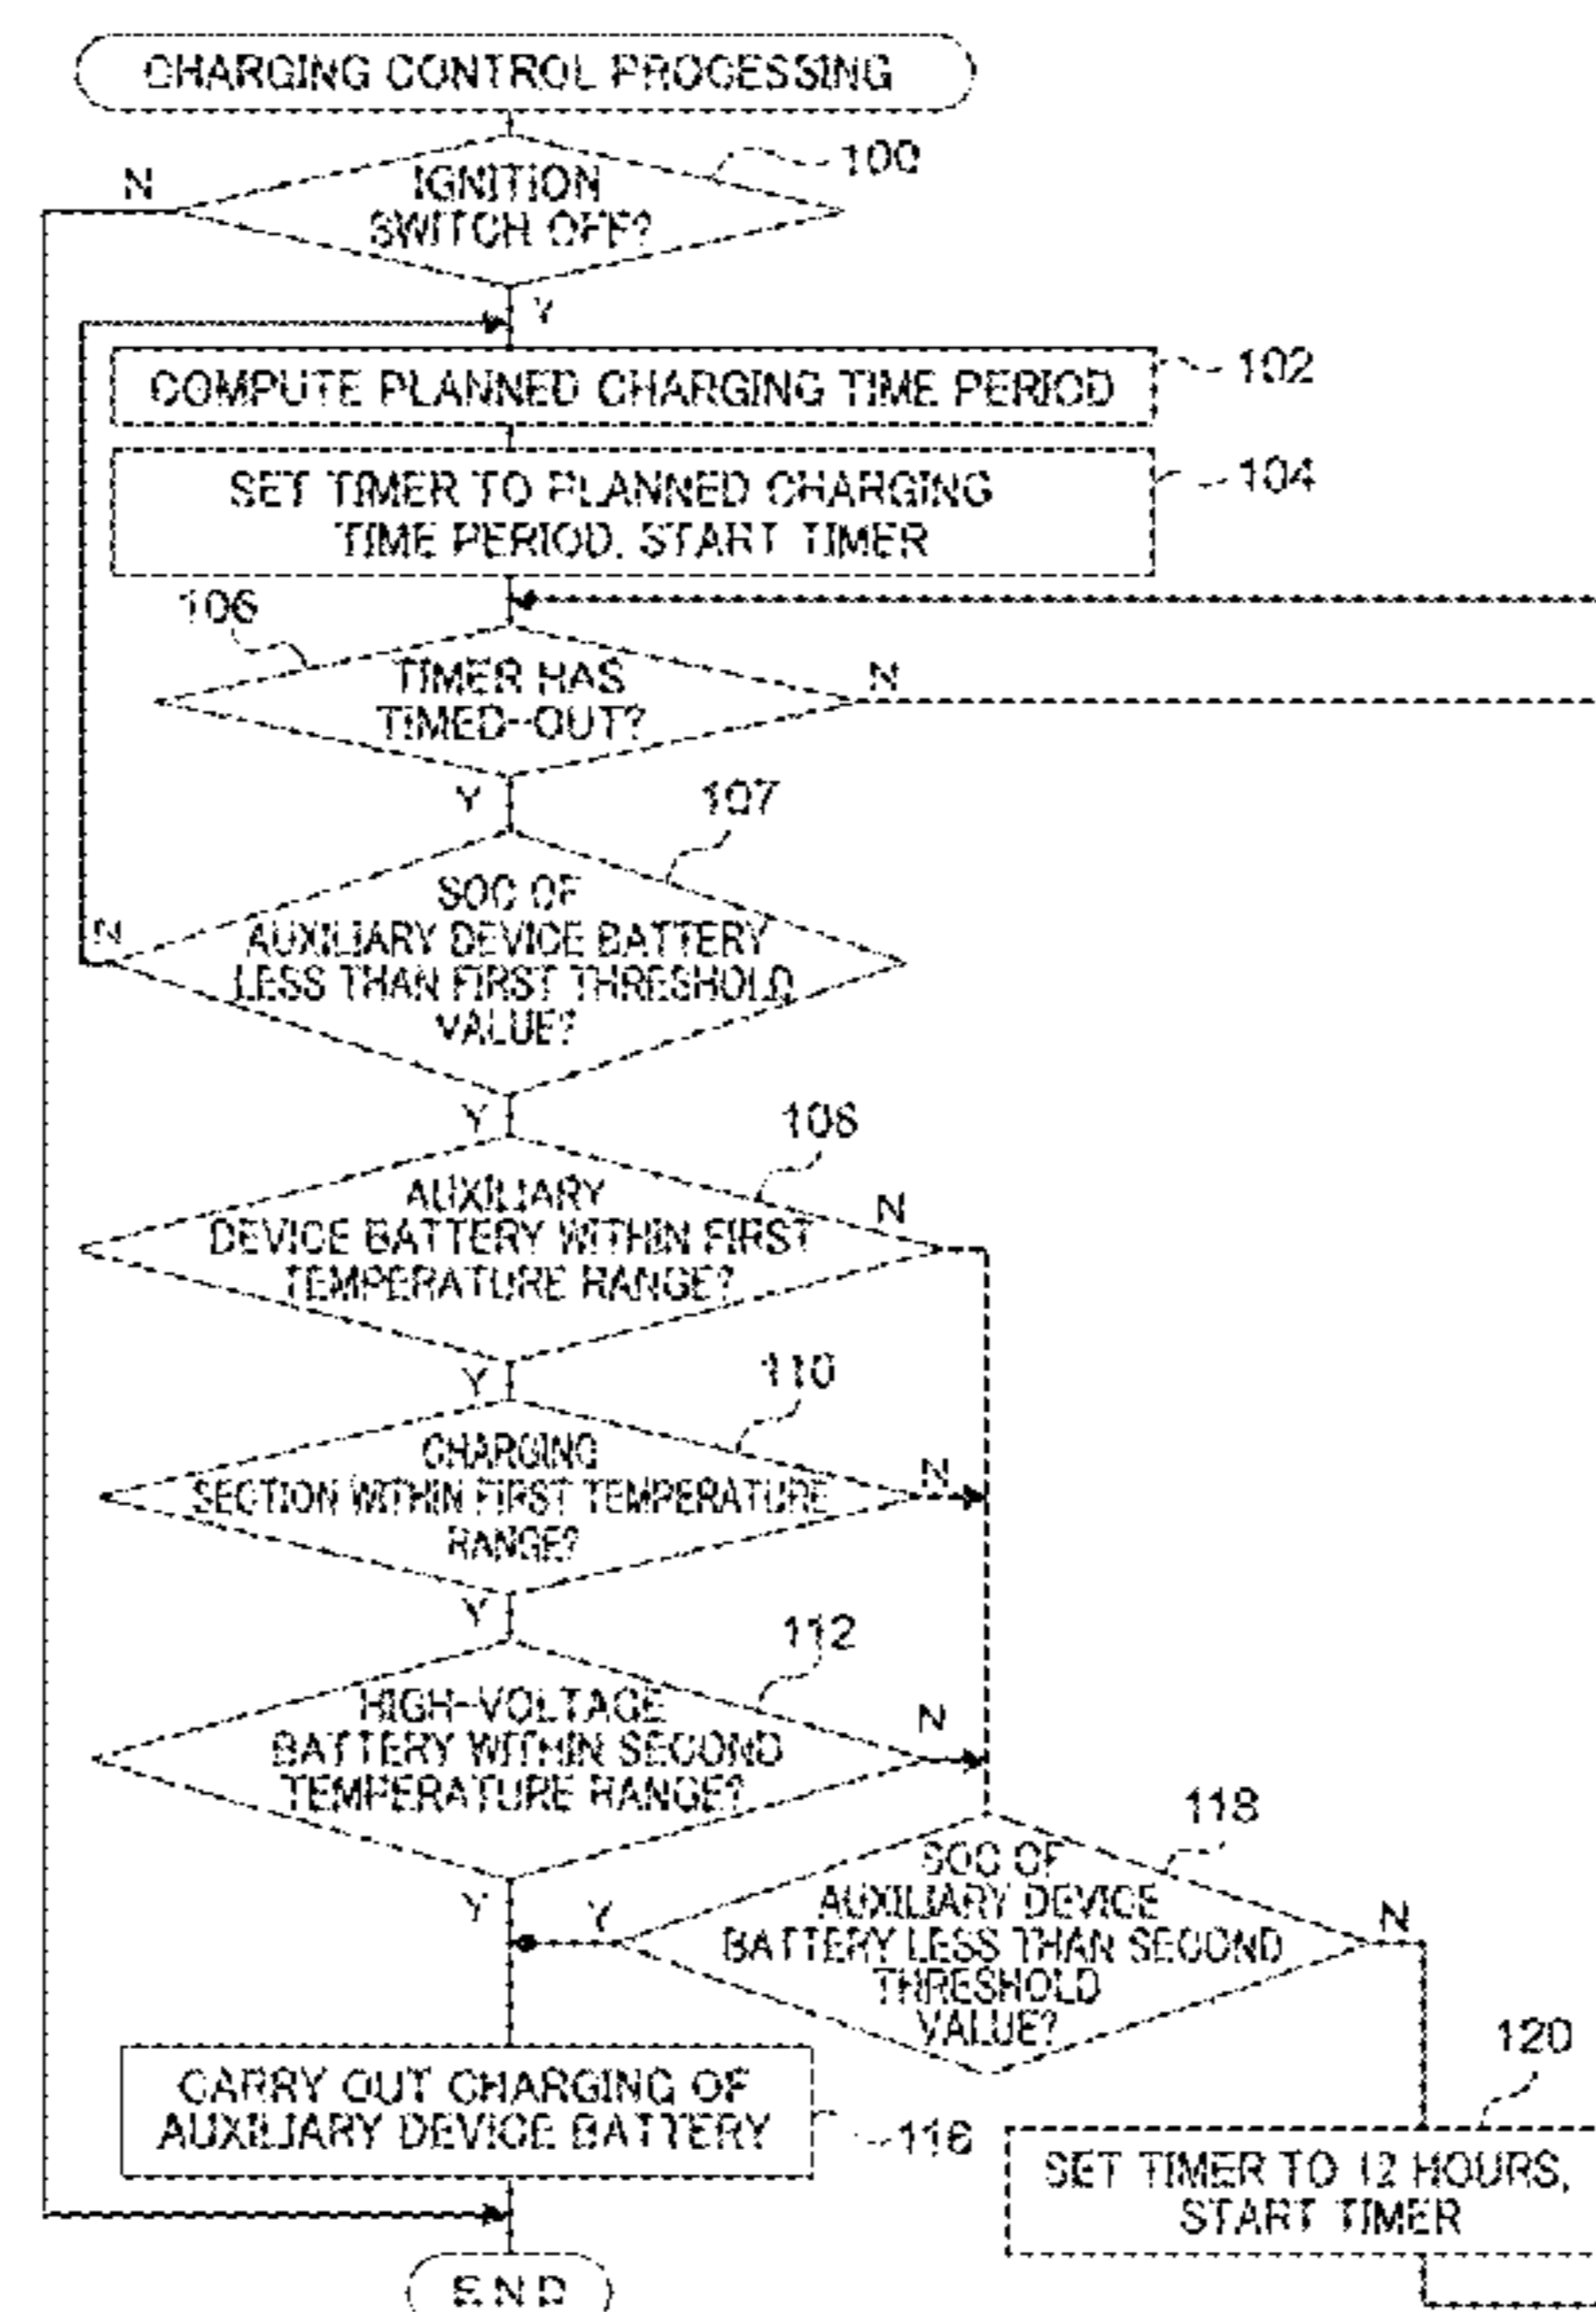 CHARGING CONTROL PROCESSING
100
N
IGNITION
SWITCH OFF?
Y
COMPUTE PLANNED CHARGING TIME PERIOD
102
SET TIMER TO PLANNED CHARGING
TIME PERIOD, START TIMER
104
106
TIMER HAS
TIMED-OUT?
N
Y
107
SOC OF
AUXILIARY DEVICE BATTERY
LESS THAN FIRST THRESHOLD
VALUE?
N
Y
108
AUXILIARY
DEVICE BATTERY WITHIN FIRST
TEMPERATURE RANGE?
N
Y
110
CHARGING
SECTION WITHIN FIRST TEMPERATURE
RANGE?
N
Y
112
HIGH-VOLTAGE
BATTERY WITHIN SECOND
TEMPERATURE RANGE?
N
Y
118
SOC OF
AUXILIARY DEVICE
BATTERY LESS THAN SECOND
THRESHOLD
VALUE?
Y
N
CARRY OUT CHARGING OF
AUXILIARY DEVICE BATTERY
116
120
SET TIMER TO 12 HOURS,
START TIMER
END